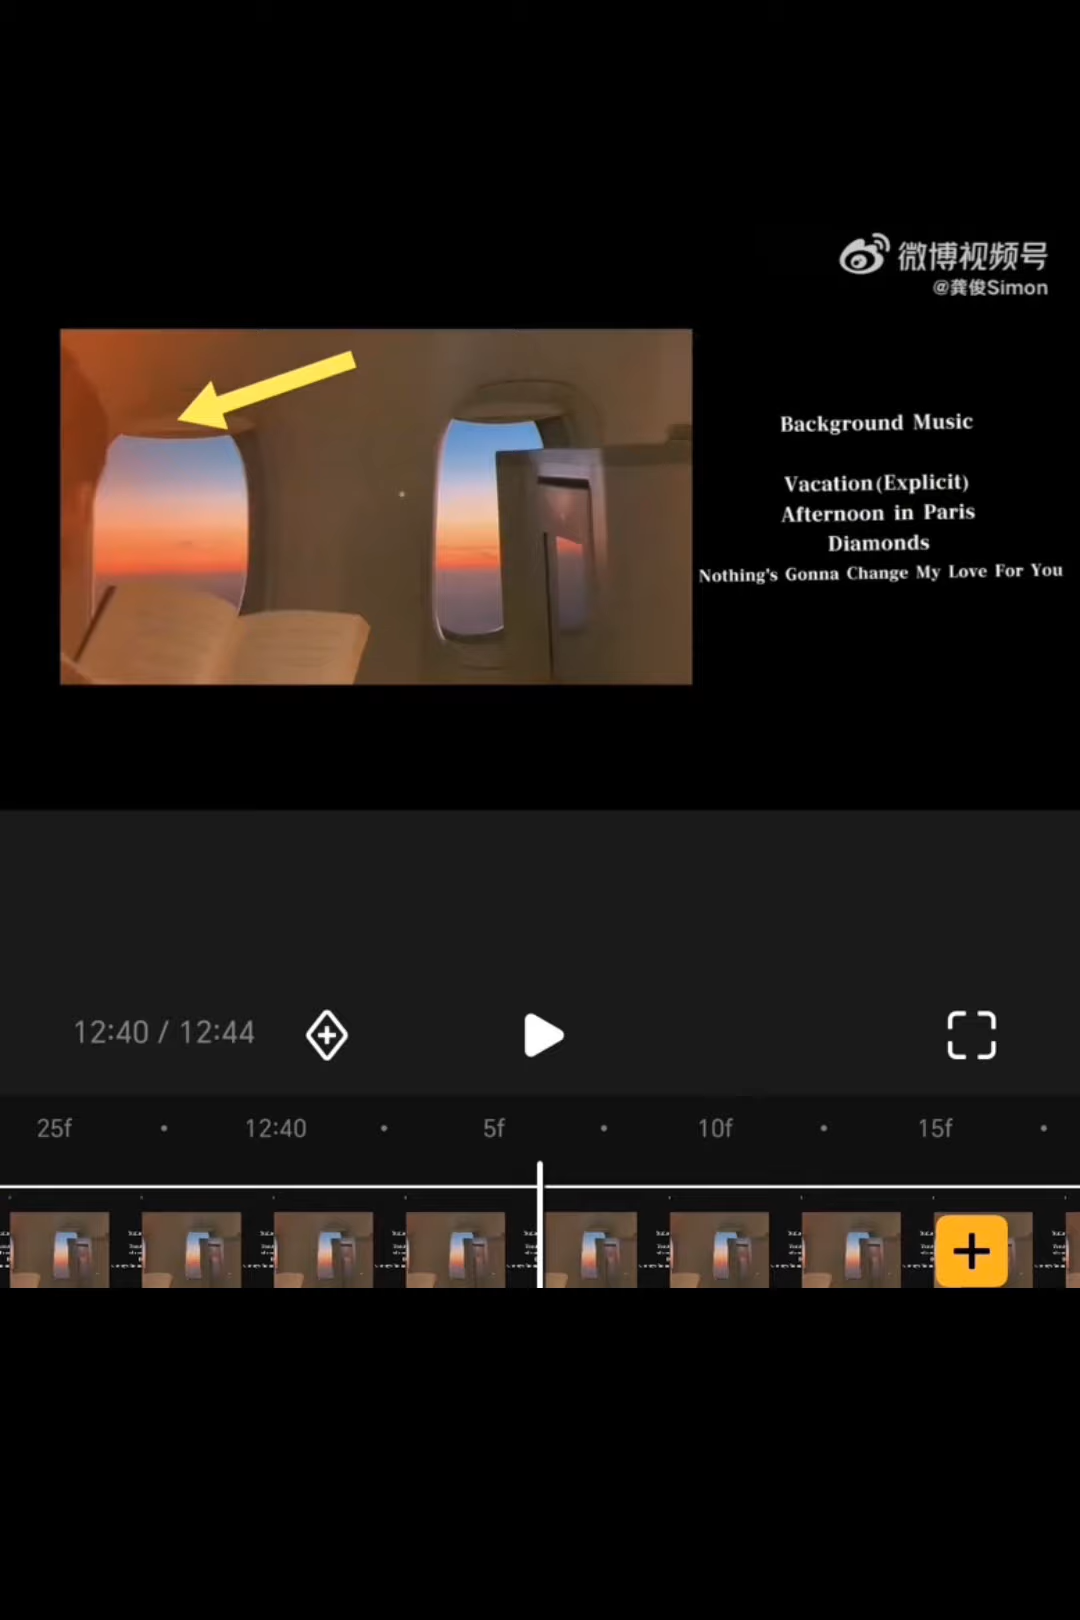 微博视频号
@龚俊Simon
Background Music
Vacation(Explicit)
Afternoon in Paris
Diamonds
Nothing's Gonna Change My Love For You
12:40 / 12:44
25f
12:40
5f
10f
15f